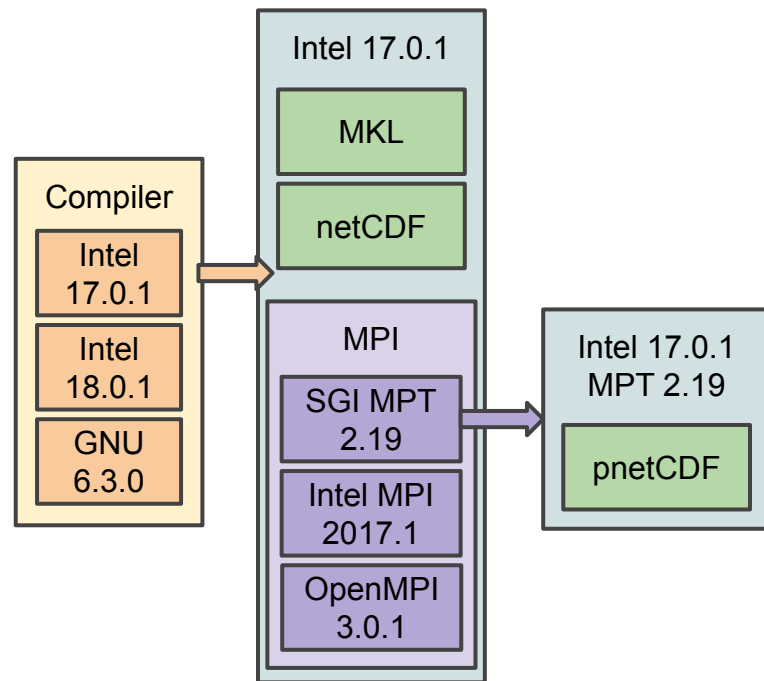 Compiler
Intel
17.0.1
Intel
18.0.1
GNU
6.3.0
Intel 17.0.1
MKL
netCDF
MPI
SGI MPT
2.19
Intel MPI
2017.1
OpenMPI
3.0.1
Intel 17.0.1
MPT 2.19
pnetCDF